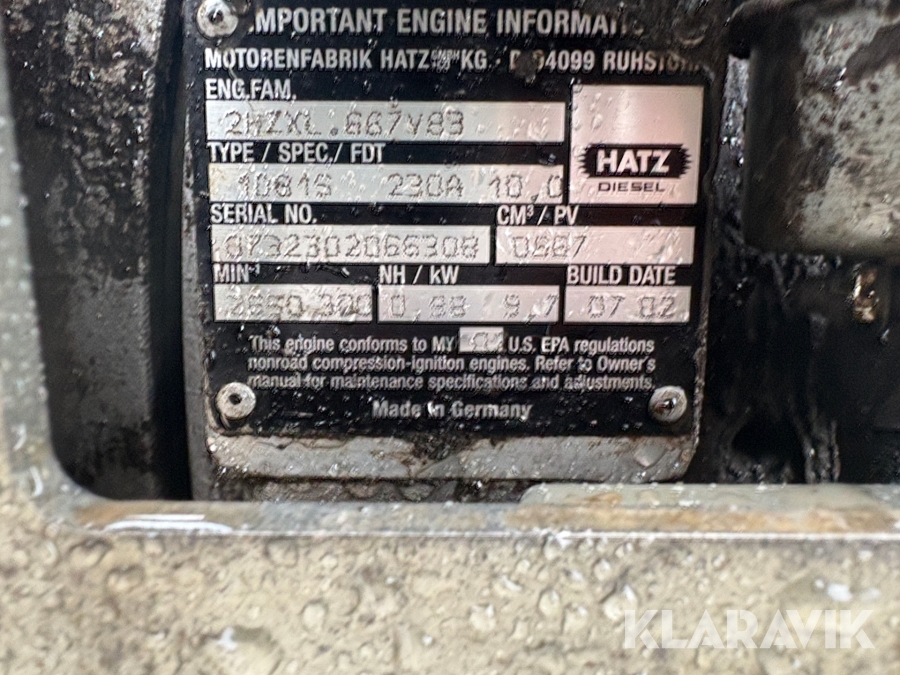 IMPORTANT ENGINE INFORMAT
MOTORENFABRIK HATZ GMBH KG · D-94099 RUHSTORF
ENG.FAM.
2HZXL.667V83
TYPE / SPEC./ FDT
1D81S 230A 10,0
HATZ
DIESEL
SERIAL NO. CM³/ PV
0667
MIN⁻¹ NH / kW BUILD DATE
9,7 07 02
This engine conforms to MY U.S. EPA regulations
nonroad compression-ignition engines. Refer to Owner's
manual for maintenance specifications and adjustments.
Made in Germany
KLARAVIK